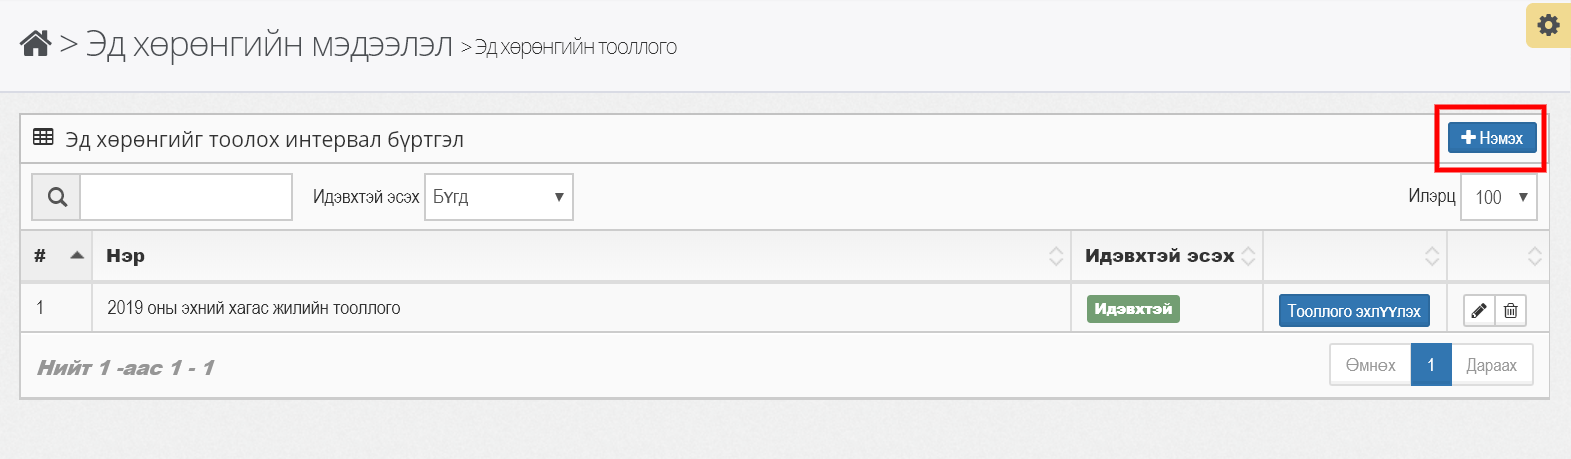 > Эд хөрөнгийн мэдээлэл > Эд хөрөнгийн тооллого
Эд хөрөнгийг тоолох интервал бүртгэл
Нэмэх
Идэвхтэй эсэх Бүгд Илэрц 100
# Нэр Идэвхтэй эсэх
1 2019 оны эхний хагас жилийн тооллого Идэвхтэй Тооллого эхлҮҮлэх
Нийт 1 -аас 1 - 1 Өмнөх 1 Дараах